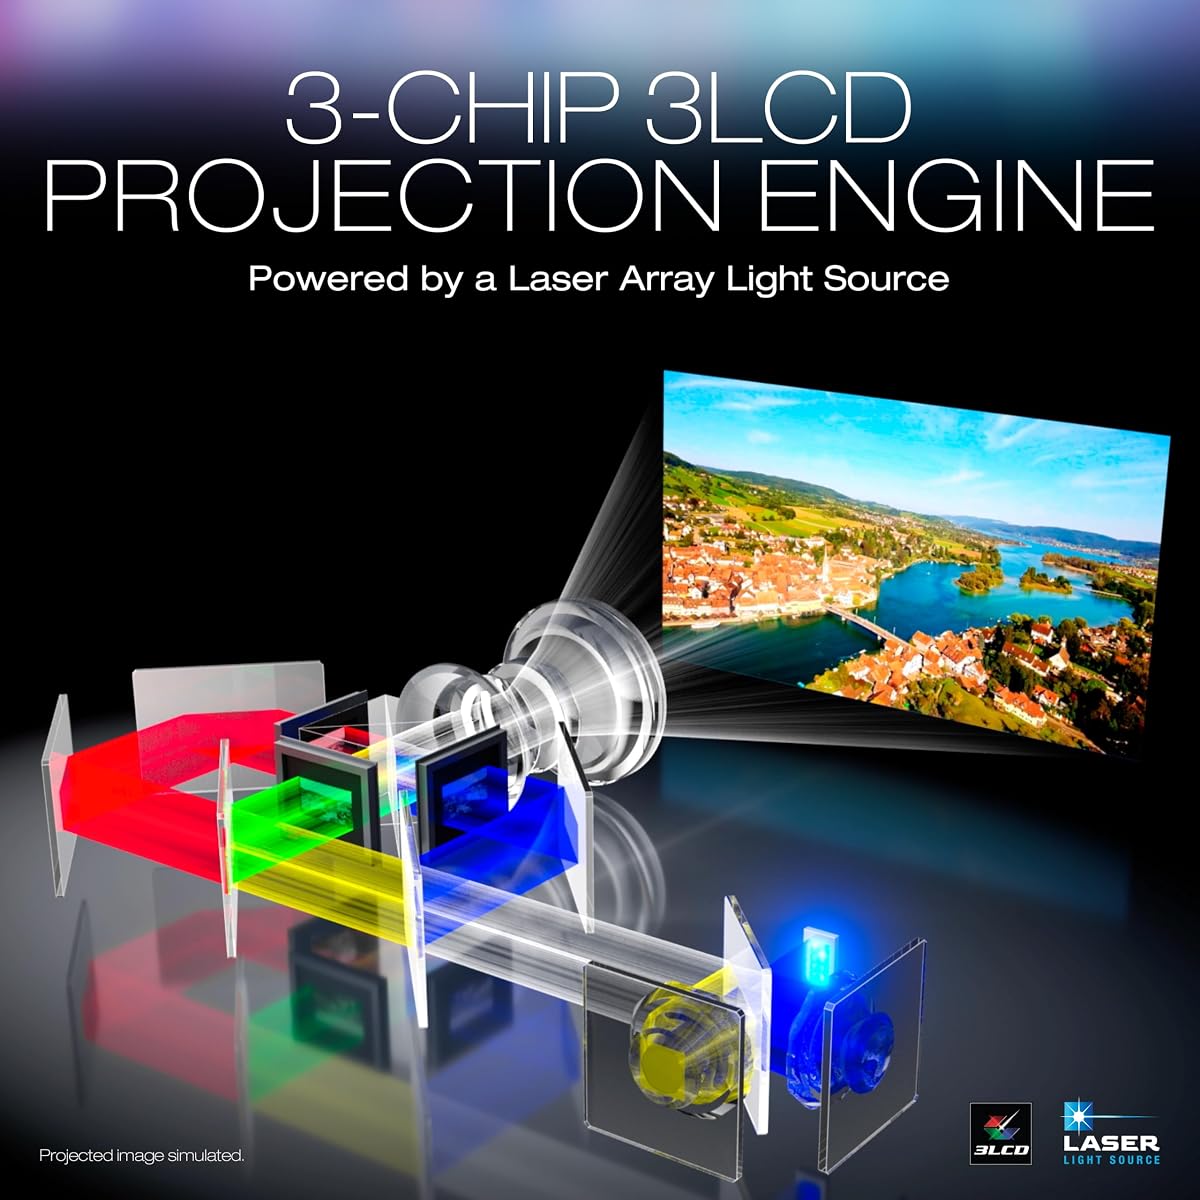 3-CHIP 3LCD
PROJECTION ENGINE
Powered by a Laser Array Light Source
Projected image simulated.
3LCD
LASER
LIGHT SOURCE